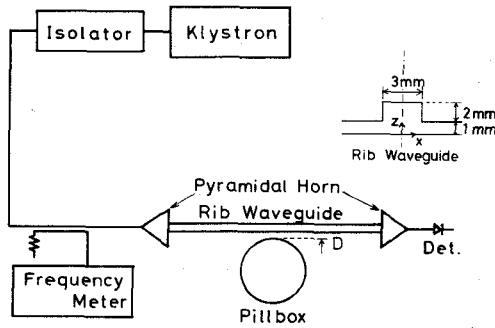 Isolator
Klystron
3mm
2mm
1mm
z
x
Rib Waveguide
Pyramidal Horn
Rib Waveguide
D
Det.
Frequency
Meter
Pillbox